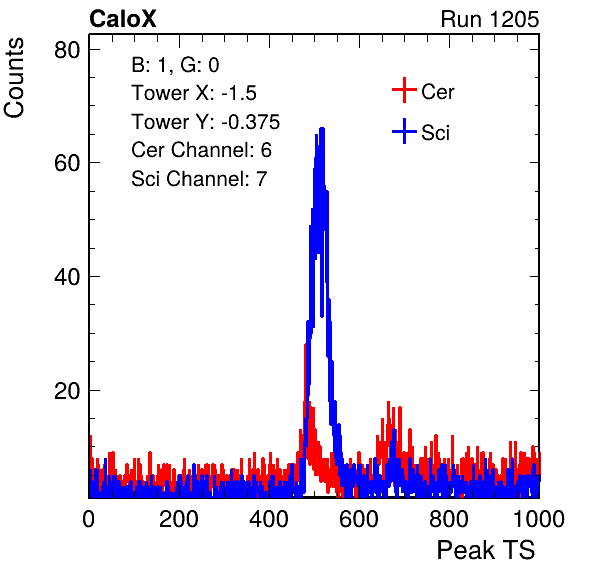 CaloX Run 1205
Counts
80
60
40
20
B: 1, G: 0
Tower X: -1.5
Tower Y: -0.375
Cer Channel: 6
Sci Channel: 7
Cer
Sci
0 200 400 600 800 1000
Peak TS